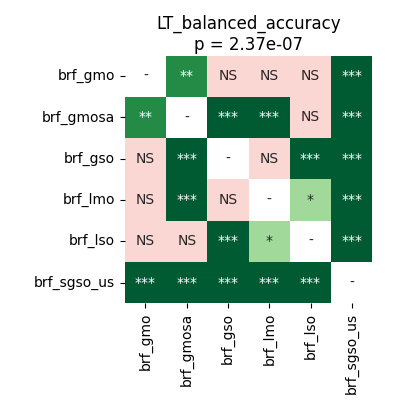 LT_balanced_accuracy
p = 2.37e-07
brf_gmo - ** NS NS NS ***
brf_gmosa ** - *** *** NS ***
brf_gso NS *** - NS *** ***
brf_lmo NS *** NS - * ***
brf_lso NS NS *** * - ***
brf_sgso_us *** *** *** *** *** -
brf_gmo brf_gmosa brf_gso brf_lmo brf_lso brf_sgso_us